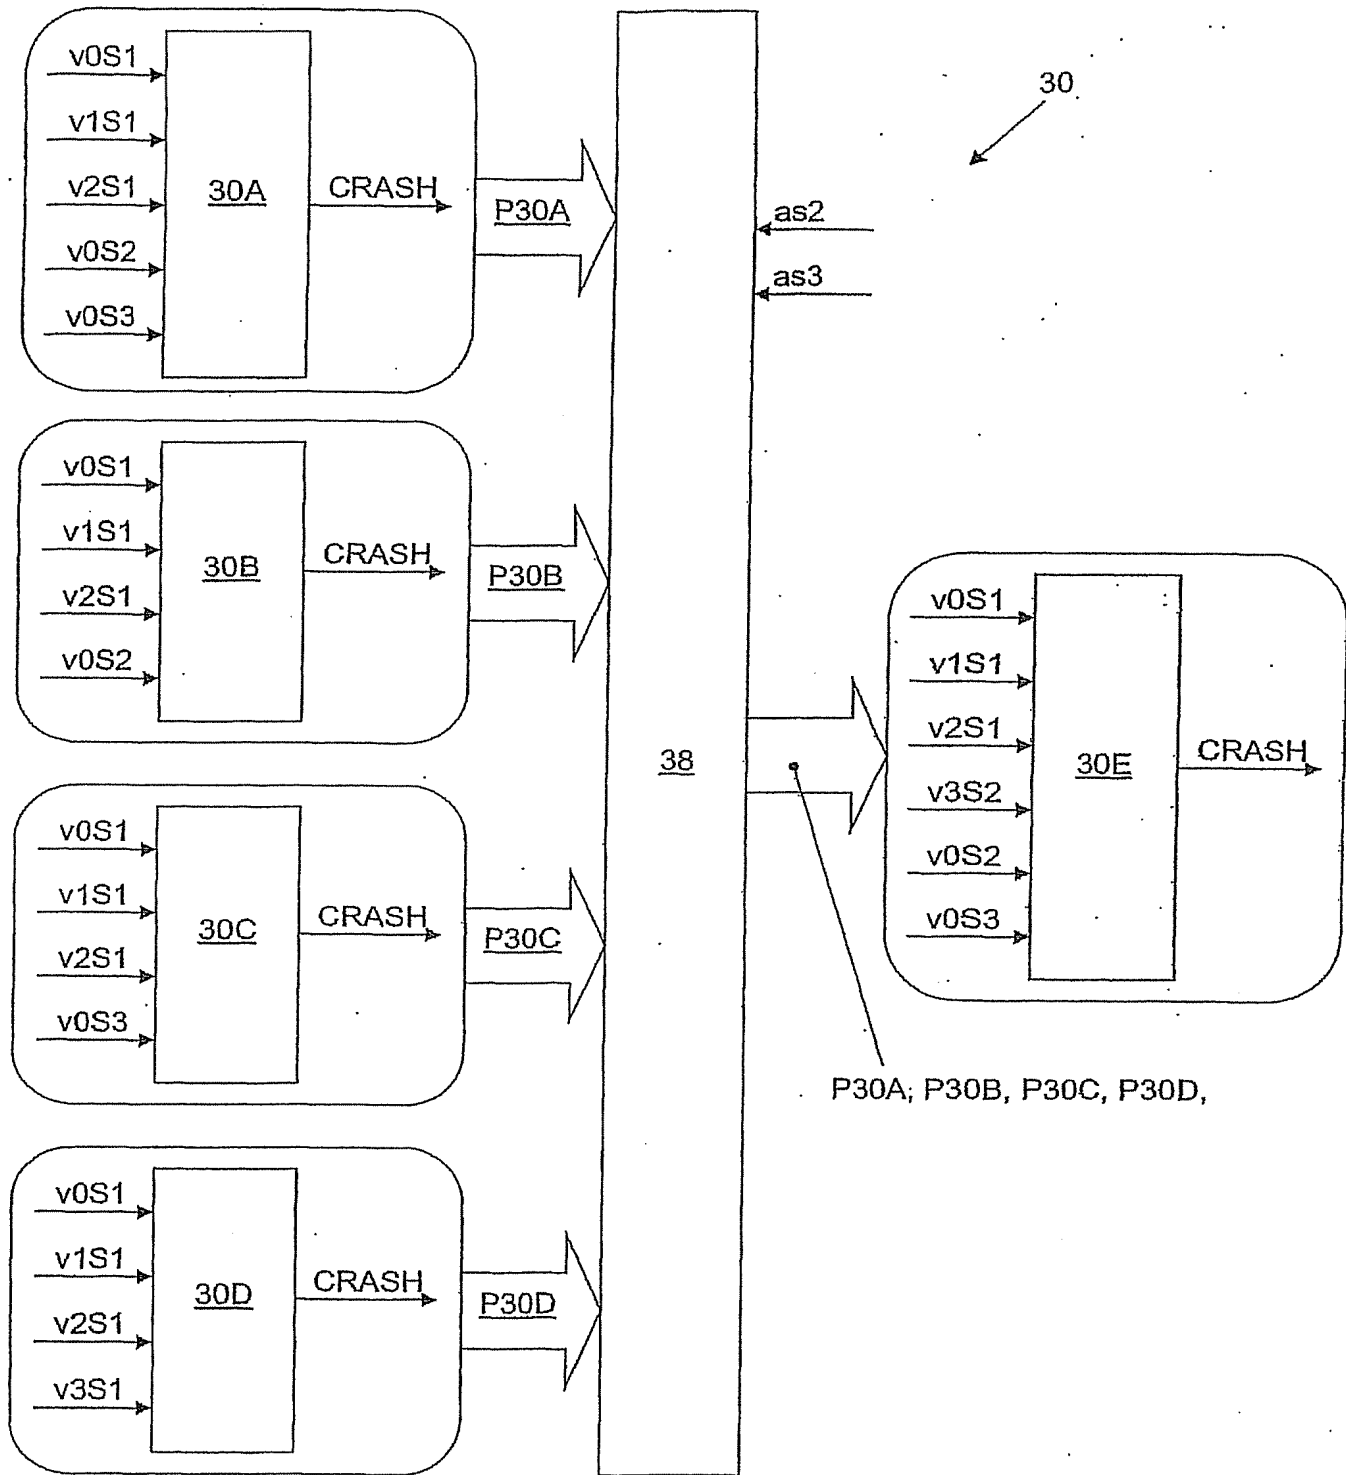 v0S1
v1S1
v2S1
v0S2
v0S3
30A
CRASH
P30A
v0S1
v1S1
v2S1
v0S2
30B
CRASH
P30B
v0S1
v1S1
v2S1
v0S3
30C
CRASH
P30C
v0S1
v1S1
v2S1
v3S1
30D
CRASH
P30D
38
30
as2
as3
v0S1
v1S1
v2S1
v3S2
v0S2
v0S3
30E
CRASH
P30A; P30B, P30C, P30D,